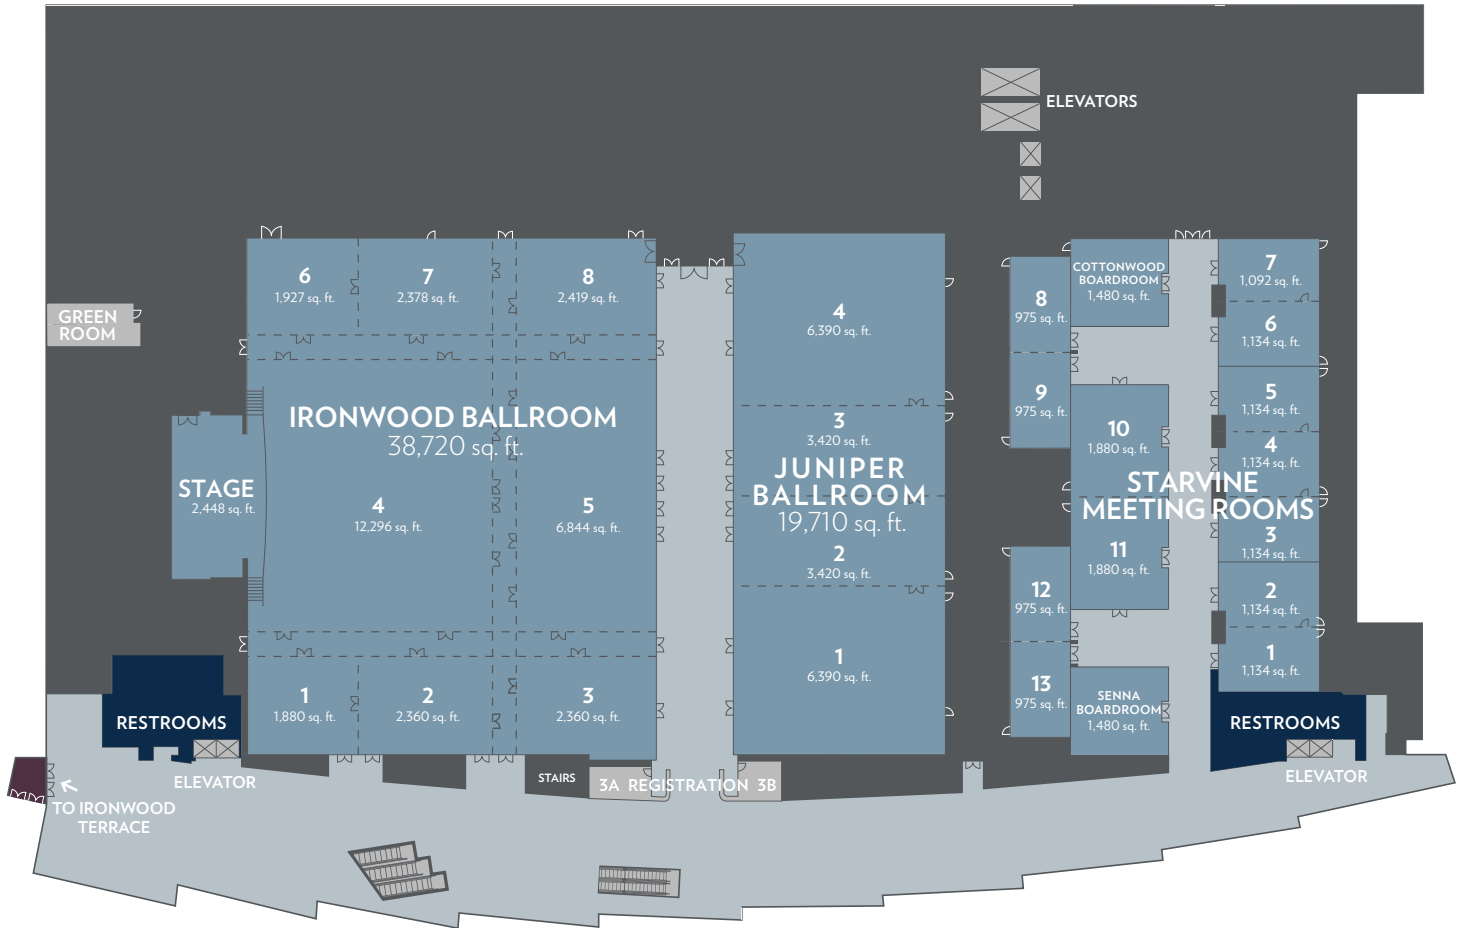 ELEVATORS
6
1,927 sq. ft.
7
2,378 sq. ft.
8
2,419 sq. ft.
GREEN
ROOM
IRONWOOD BALLROOM
38,720 sq. ft.
STAGE
2,448 sq. ft.
4
12,296 sq. ft.
5
6,844 sq. ft.
1
1,880 sq. ft.
2
2,360 sq. ft.
3
2,360 sq. ft.
RESTROOMS
ELEVATOR
TO IRONWOOD
TERRACE
STAIRS
3A REGISTRATION 3B
4
6,390 sq. ft.
3
3,420 sq. ft.
JUNIPER
BALLROOM
19,710 sq. ft.
2
3,420 sq. ft.
1
6,390 sq. ft.
8
975 sq. ft.
9
975 sq. ft.
12
975 sq. ft.
13
975 sq. ft.
COTTONWOOD
BOARDROOM
1,480 sq. ft.
10
1,880 sq. ft.
STARVINE
MEETING ROOMS
11
1,880 sq. ft.
SENNA
BOARDROOM
1,480 sq. ft.
7
1,092 sq. ft.
6
1,134 sq. ft.
5
1,134 sq. ft.
4
1,134 sq. ft.
3
1,134 sq. ft.
2
1,134 sq. ft.
1
1,134 sq. ft.
RESTROOMS
ELEVATOR